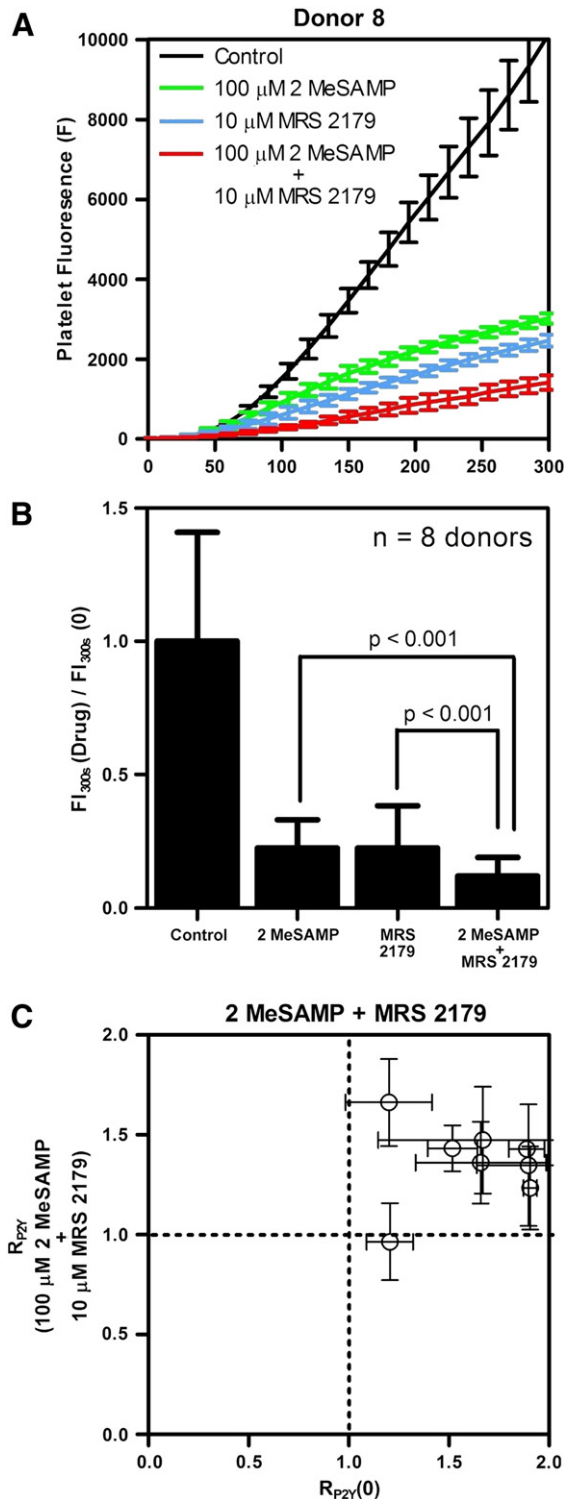 A
Donor 8
Platelet Fluoresence (F)
10000
8000
6000
4000
2000
0
Control
100 μM 2 MeSAMP
10 μM MRS 2179
100 μM 2 MeSAMP
+
10 μM MRS 2179
0 50 100 150 200 250 300
B
FI300s (Drug) / FI300s (0)
1.5
1.0
0.5
0.0
n = 8 donors
p < 0.001
p < 0.001
Control
2 MeSAMP
MRS
2179
2 MeSAMP
+
MRS 2179
C
2 MeSAMP + MRS 2179
RP2Y
(100 μM 2 MeSAMP
+
10 μM MRS 2179)
2.0
1.5
1.0
0.5
0.0
0.0 0.5 1.0 1.5 2.0
RP2Y(0)